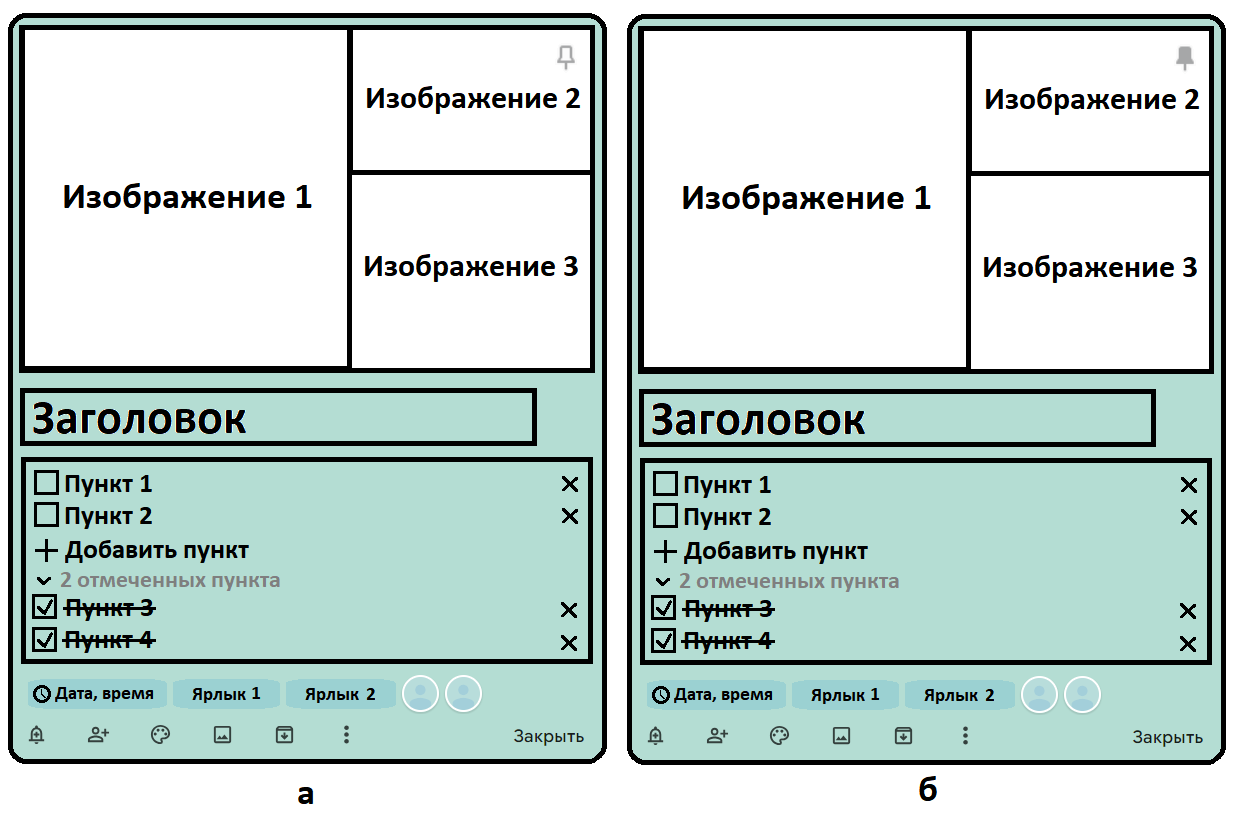 Изображение 1
Изображение 2
Изображение 3
Заголовок
Пункт 1
Пункт 2
Добавить пункт
2 отмеченных пункта
Пункт 3
Пункт 4
Дата, время Ярлык 1 Ярлык 2
Закрыть
а
Изображение 1
Изображение 2
Изображение 3
Заголовок
Пункт 1
Пункт 2
Добавить пункт
2 отмеченных пункта
Пункт 3
Пункт 4
Дата, время Ярлык 1 Ярлык 2
Закрыть
б